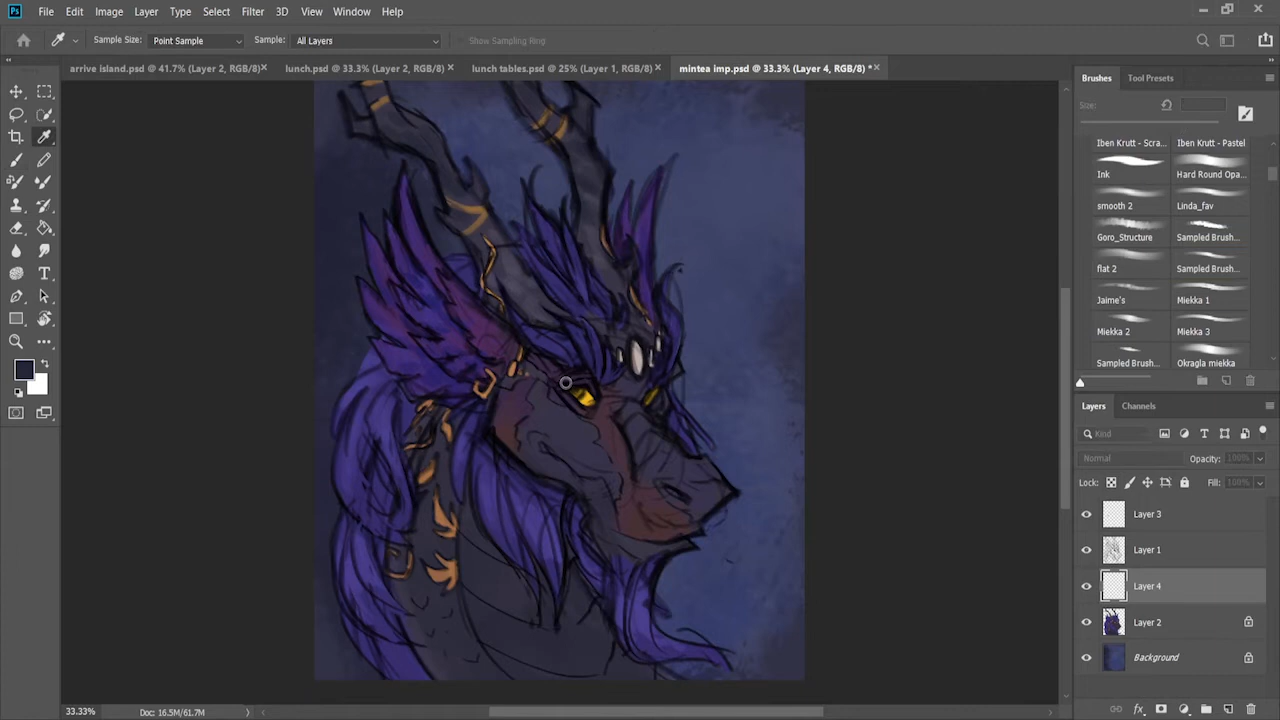 Ps File Edit Image Layer Type Select Filter 3D View Window Help
Sample Size: Point Sample Sample: All Layers Show Sampling Ring
arrive island.psd @ 41.7% (Layer 2, RGB/8) lunch.psd @ 33.3% (Layer 2, RGB/8) lunch tables.psd @ 25% (Layer 1, RGB/8) mintea imp.psd @ 33.3% (Layer 4, RGB/8) *
Brushes Tool Presets
Size:
Iben Krutt - Scra... Iben Krutt - Pastel
Ink Hard Round Opa...
smooth 2 Linda_fav
Goro_Structure Sampled Brush...
flat 2 Sampled Brush...
Jaime's Miekka 1
Miekka 2 Miekka 3
Sampled Brush... Okragla miekka
Layers Channels
Kind
Normal Opacity: 100%
Lock: Fill: 100%
Layer 3
Layer 1
Layer 4
Layer 2
Background
33.33% Doc: 16.5M/61.7M